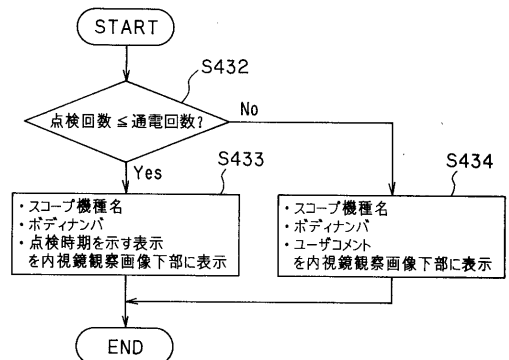 START
S432
点検回数≦通電回数?
No
Yes
S433
・スコープ機種名
・ボディナンバ
・点検時期を示す表示
を内視鏡観察画像下部に表示
S434
・スコープ機種名
・ボディナンバ
・ユーザコメント
を内視鏡観察画像下部に表示
END